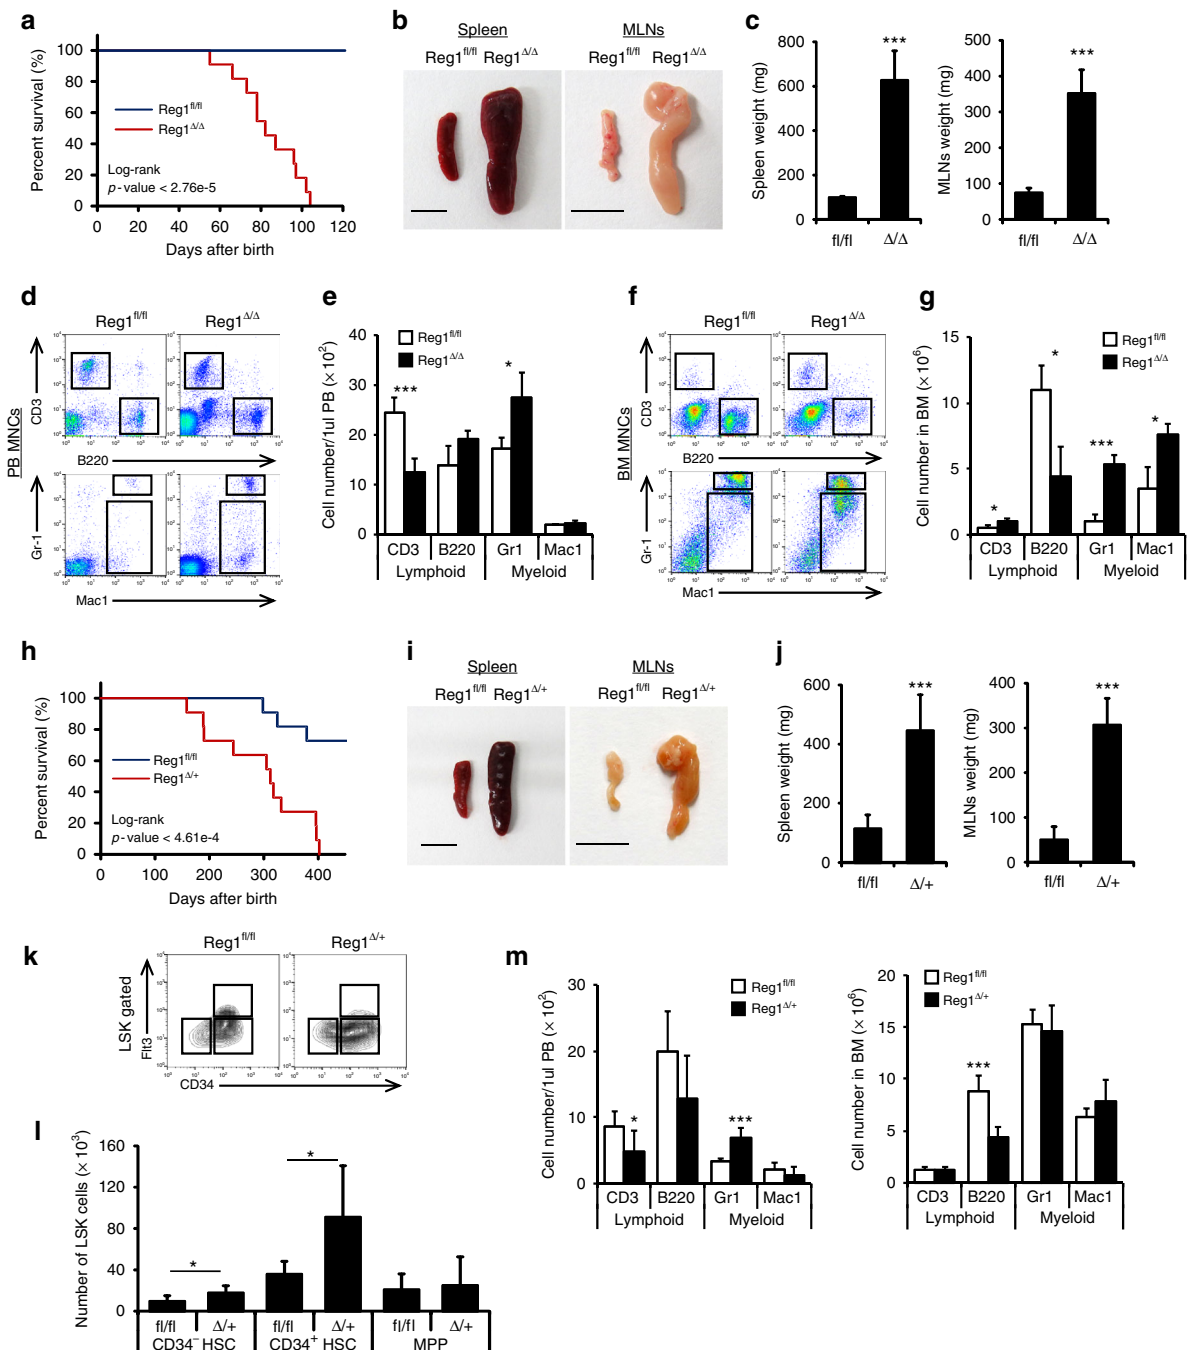 a
Percent survival (%)
100
80
60
40
20
0
Reg1fl/fl
Reg1Δ/Δ
Log-rank
p-value < 2.76e-5
0 20 40 60 80 100 120
Days after birth
b
Spleen MLNs
Reg1fl/fl Reg1Δ/Δ Reg1fl/fl Reg1Δ/Δ
c
Spleen weight (mg)
800
600
400
200
0
***
fl/fl Δ/Δ
MLNs weight (mg)
500
400
300
200
100
0
***
fl/fl Δ/Δ
d
Reg1fl/fl Reg1Δ/Δ
PB MNCs
CD3
B220
Gr-1
Mac1
e
Cell number/1ul PB (× 10²)
40
30
20
10
0
Reg1fl/fl
Reg1Δ/Δ
*** *
CD3 B220 Gr1 Mac1
Lymphoid Myeloid
f
Reg1fl/fl Reg1Δ/Δ
BM MNCs
CD3
B220
Gr-1
Mac1
g
Cell number in BM (× 10⁶)
15
10
5
0
Reg1fl/fl
Reg1Δ/Δ
* * *** *
CD3 B220 Gr1 Mac1
Lymphoid Myeloid
h
Percent survival (%)
100
80
60
40
20
0
Reg1fl/fl
Reg1Δ/+
Log-rank
p-value < 4.61e-4
0 100 200 300 400
Days after birth
i
Spleen MLNs
Reg1fl/fl Reg1Δ/+ Reg1fl/fl Reg1Δ/+
j
Spleen weight (mg)
600
400
200
0
***
fl/fl Δ/+
MLNs weight (mg)
400
300
200
100
0
***
fl/fl Δ/+
k
Reg1fl/fl Reg1Δ/+
LSK gated
Flt3
CD34
l
Number of LSK cells (× 10³)
160
120
80
40
0
* *
fl/fl Δ/+ fl/fl Δ/+ fl/fl Δ/+
CD34⁻ HSC CD34⁺ HSC MPP
m
Cell number/1ul PB (× 10²)
30
20
10
0
Reg1fl/fl
Reg1Δ/+
* ***
CD3 B220 Gr1 Mac1
Lymphoid Myeloid
Cell number in BM (× 10⁶)
20
15
10
5
0
Reg1fl/fl
Reg1Δ/+
***
CD3 B220 Gr1 Mac1
Lymphoid Myeloid